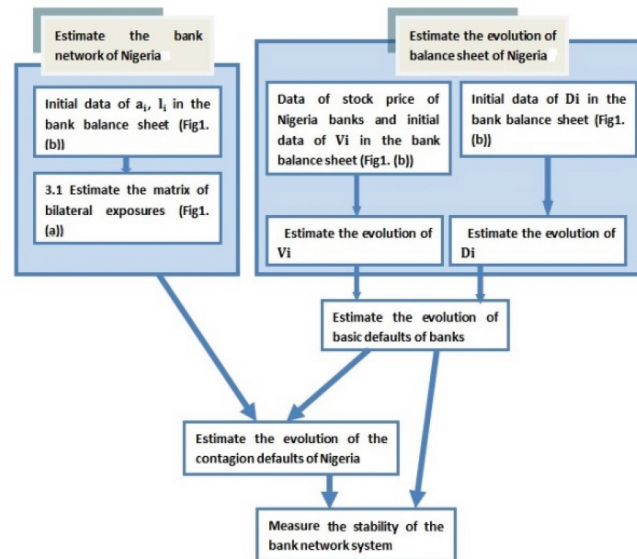 Estimate the bank
network of Nigeria
Estimate the evolution of
balance sheet of Nigeria
Initial data of aᵢ, lᵢ in the
bank balance sheet (Fig1.
(b))
3.1 Estimate the matrix of
bilateral exposures (Fig1.
(a))
Data of stock price of
Nigeria banks and initial
data of Vi in the bank
balance sheet (Fig1. (b))
Initial data of Di in the
bank balance sheet (Fig1.
(b))
Estimate the evolution of
Vi
Estimate the evolution of
Di
Estimate the evolution of
basic defaults of banks
Estimate the evolution of the
contagion defaults of Nigeria
Measure the stability of the
bank network system